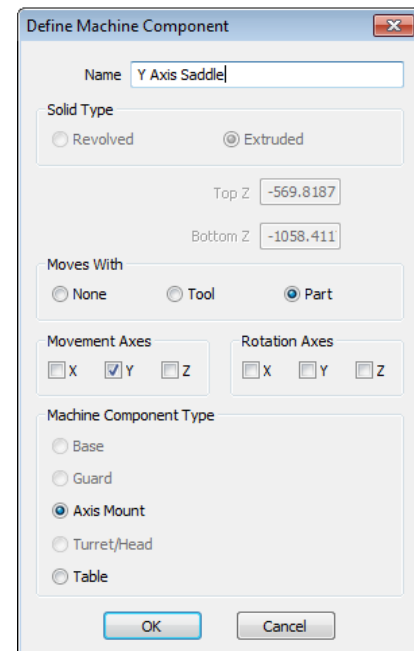 Define Machine Component
Name Y Axis Saddle
Solid Type
Revolved Extruded
Top Z -569.8187
Bottom Z -1058.411
Moves With
None Tool Part
Movement Axes Rotation Axes
X Y Z X Y Z
Machine Component Type
Base
Guard
Axis Mount
Turret/Head
Table
OK Cancel